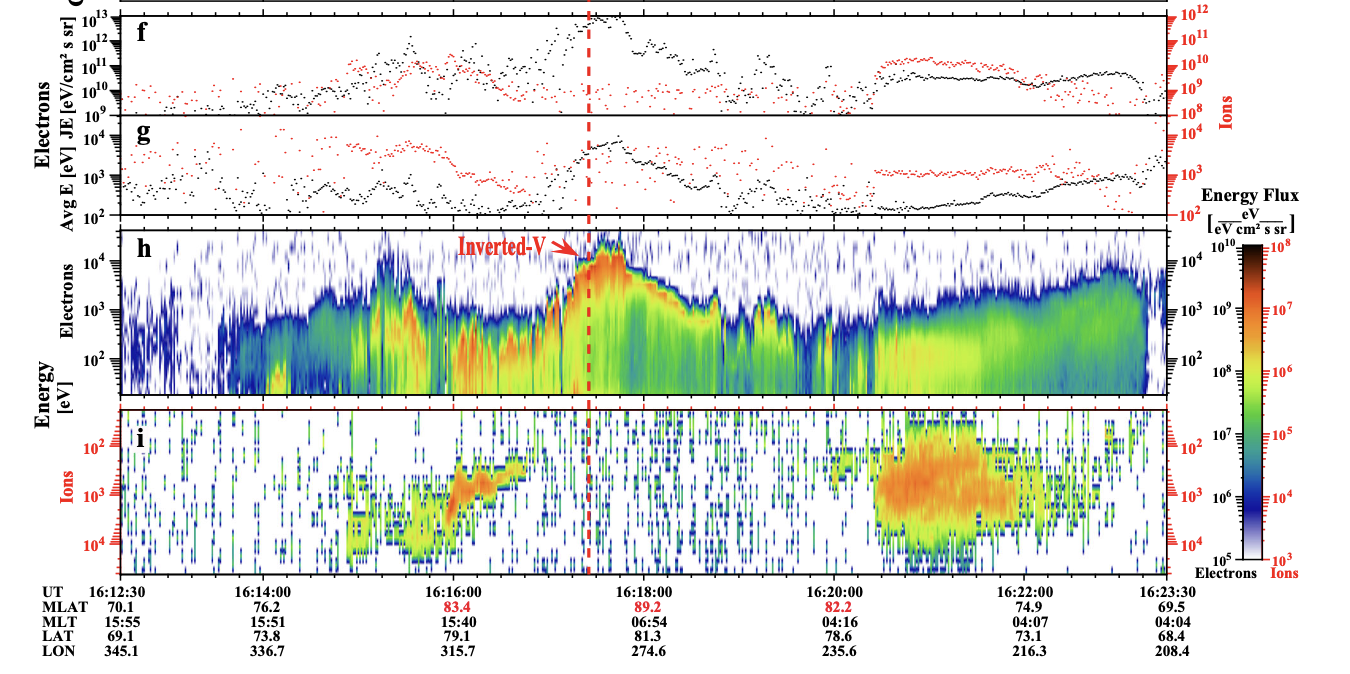 f
Electrons
JE [eV/cm² s sr]
10¹³
10¹²
10¹¹
10¹⁰
10⁹
10¹²
10¹¹
10¹⁰
10⁹
10⁸
Ions
g
Avg E [eV]
10⁴
10³
10²
10⁴
10³
10²
h
Inverted-V
Electrons
10⁴
10³
10²
10⁴
10³
10²
Energy
[eV]
i
Ions
10²
10³
10⁴
10²
10³
10⁴
Energy Flux
[ eV
eV cm² s sr ]
10¹⁰ 10⁸
10⁹ 10⁷
10⁸ 10⁶
10⁷ 10⁵
10⁶ 10⁴
10⁵ 10³
Electrons Ions
UT 16:12:30 16:14:00 16:16:00 16:18:00 16:20:00 16:22:00 16:23:30
MLAT 70.1 76.2 83.4 89.2 82.2 74.9 69.5
MLT 15:55 15:51 15:40 06:54 04:16 04:07 04:04
LAT 69.1 73.8 79.1 81.3 78.6 73.1 68.4
LON 345.1 336.7 315.7 274.6 235.6 216.3 208.4